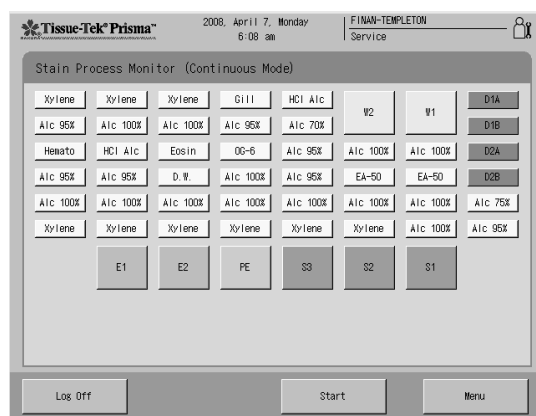 Tissue-Tek® Prisma™ 2008, April 7, Monday FINAN-TEMPLETON
6:08 am Service
Stain Process Monitor (Continuous Mode)
Xylene Xylene Xylene Gill HCl Alc W2 W1 D1A
Alc 95% Alc 100% Alc 95% Alc 70% D1B
Hemato HCl Alc Eosin OG-6 Alc 95% Alc 100% Alc 100% D2A
Alc 95% Alc 95% D.W. Alc 100% Alc 95% EA-50 EA-50 D2B
Alc 100% Alc 100% Alc 100% Alc 100% Alc 100% Alc 100% Alc 100% Alc 75%
Xylene Xylene Xylene Xylene Xylene Xylene Alc 100% Alc 95%
E1 E2 PE S3 S2 S1
Log Off Start Menu